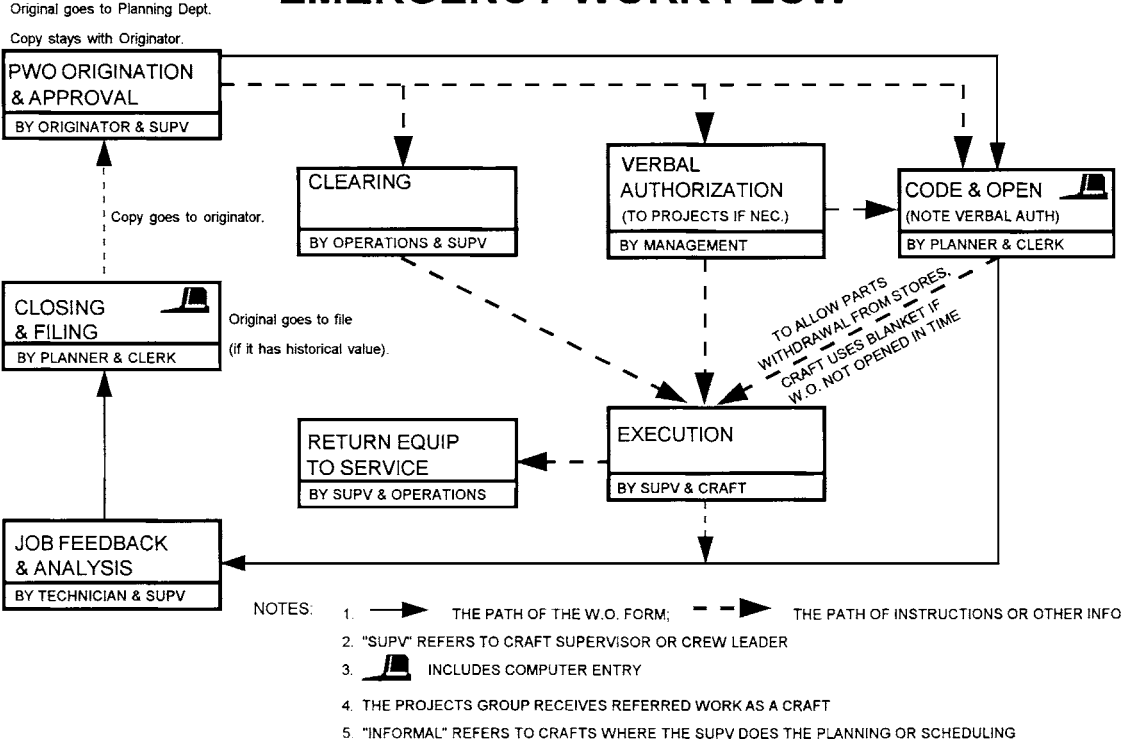 EMERGENCY WORK FLOW
Original goes to Planning Dept.
Copy stays with Originator.
PWO ORIGINATION
& APPROVAL
BY ORIGINATOR & SUPV
CLEARING
BY OPERATIONS & SUPV
VERBAL
AUTHORIZATION
(TO PROJECTS IF NEC.)
BY MANAGEMENT
CODE & OPEN
(NOTE VERBAL AUTH)
BY PLANNER & CLERK
Copy goes to originator.
CLOSING
& FILING
BY PLANNER & CLERK
Original goes to file
(if it has historical value).
TO ALLOW PARTS
WITHDRAWAL FROM STORES,
CRAFT USES BLANKET IF
W.O. NOT OPENED IN TIME
EXECUTION
BY SUPV & CRAFT
RETURN EQUIP
TO SERVICE
BY SUPV & OPERATIONS
JOB FEEDBACK
& ANALYSIS
BY TECHNICIAN & SUPV
NOTES: 1. THE PATH OF THE W.O. FORM; THE PATH OF INSTRUCTIONS OR OTHER INFO
2. "SUPV" REFERS TO CRAFT SUPERVISOR OR CREW LEADER
3. INCLUDES COMPUTER ENTRY
4. THE PROJECTS GROUP RECEIVES REFERRED WORK AS A CRAFT
5. "INFORMAL" REFERS TO CRAFTS WHERE THE SUPV DOES THE PLANNING OR SCHEDULING